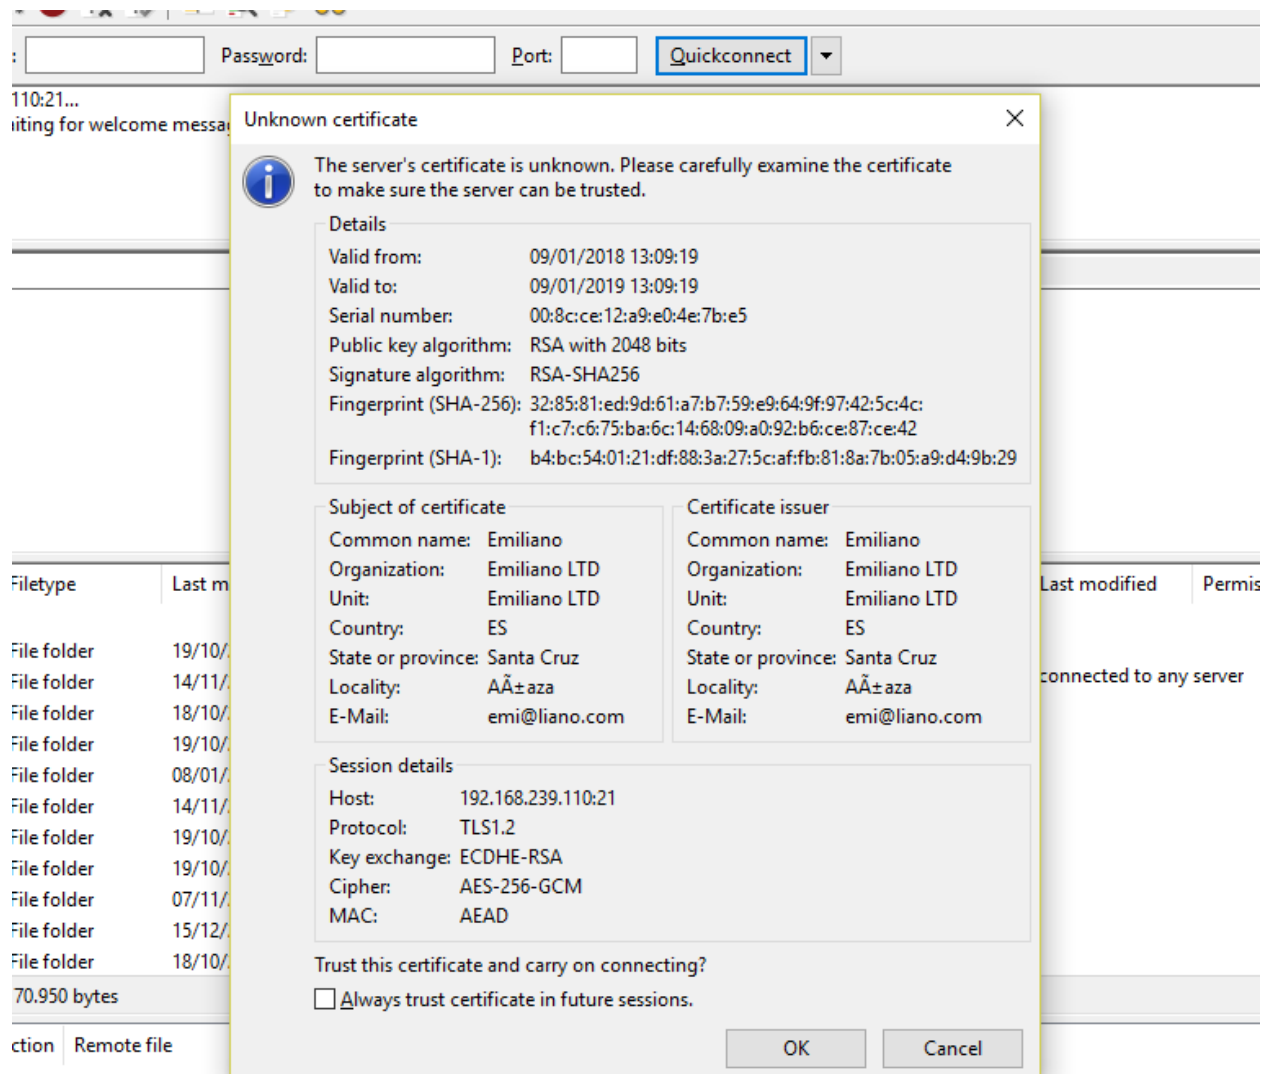 : Password: Port: Quickconnect
110:21...
iting for welcome messa
Unknown certificate
The server's certificate is unknown. Please carefully examine the certificate
to make sure the server can be trusted.
Details
Valid from: 09/01/2018 13:09:19
Valid to: 09/01/2019 13:09:19
Serial number: 00:8c:ce:12:a9:e0:4e:7b:e5
Public key algorithm: RSA with 2048 bits
Signature algorithm: RSA-SHA256
Fingerprint (SHA-256): 32:85:81:ed:9d:61:a7:b7:59:e9:64:9f:97:42:5c:4c:
f1:c7:c6:75:ba:6c:14:68:09:a0:92:b6:ce:87:ce:42
Fingerprint (SHA-1): b4:bc:54:01:21:df:88:3a:27:5c:af:fb:81:8a:7b:05:a9:d4:9b:29
Subject of certificate
Common name: Emiliano
Organization: Emiliano LTD
Unit: Emiliano LTD
Country: ES
State or province: Santa Cruz
Locality: AÃ±aza
E-Mail: emi@liano.com
Certificate issuer
Common name: Emiliano
Organization: Emiliano LTD
Unit: Emiliano LTD
Country: ES
State or province: Santa Cruz
Locality: AÃ±aza
E-Mail: emi@liano.com
Session details
Host: 192.168.239.110:21
Protocol: TLS1.2
Key exchange: ECDHE-RSA
Cipher: AES-256-GCM
MAC: AEAD
Trust this certificate and carry on connecting?
Always trust certificate in future sessions.
OK Cancel
Filetype Last m
File folder 19/10/
File folder 14/11/
File folder 18/10/
File folder 19/10/
File folder 08/01/
File folder 14/11/
File folder 19/10/
File folder 19/10/
File folder 07/11/
File folder 15/12/
File folder 18/10/
70.950 bytes
Last modified Permis
connected to any server
ction Remote file